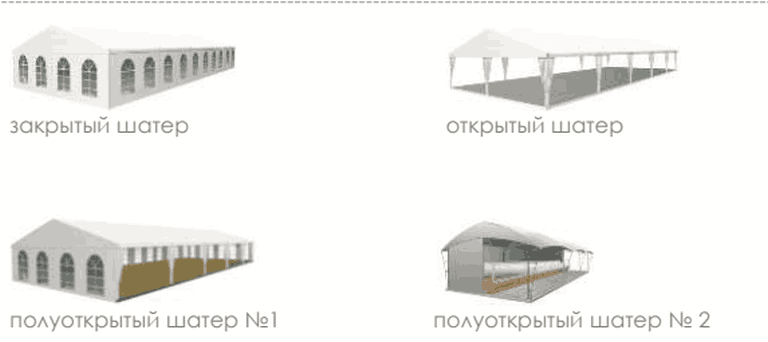 закрытый шатер
открытый шатер
полуоткрытый шатер №1
полуоткрытый шатер № 2